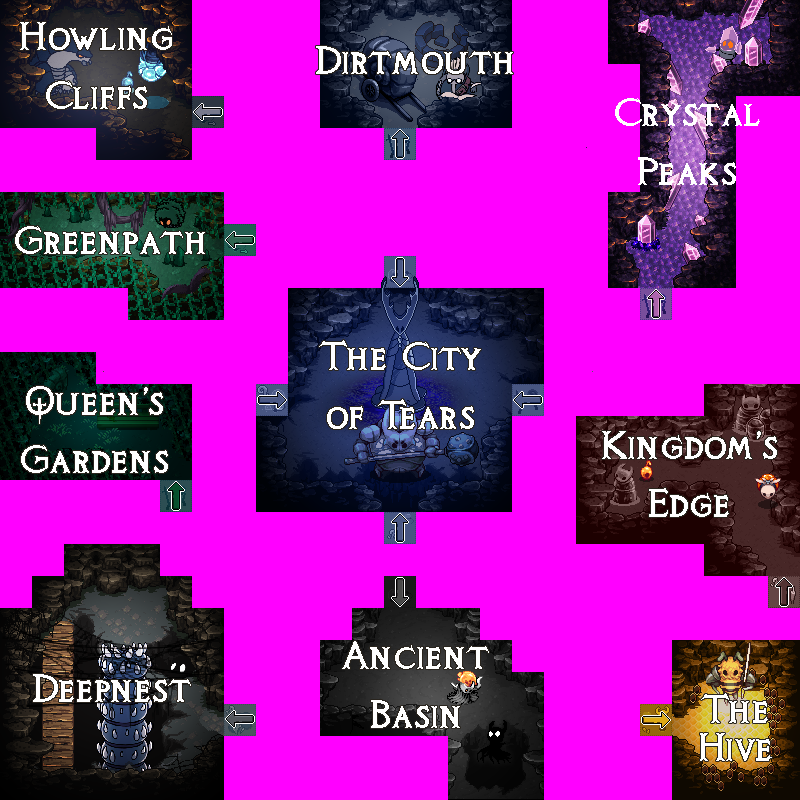 Howling
Cliffs
Dirtmouth
Crystal
Peaks
Greenpath
The City
of Tears
Queen's
Gardens
Kingdom's
Edge
Deepnest
Ancient
Basin
The
Hive